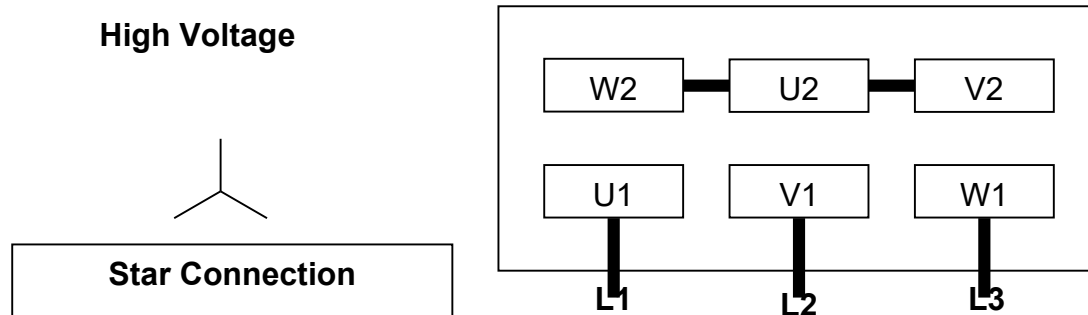 High Voltage
Star Connection
W2 U2 V2
U1 V1 W1
L1 L2 L3